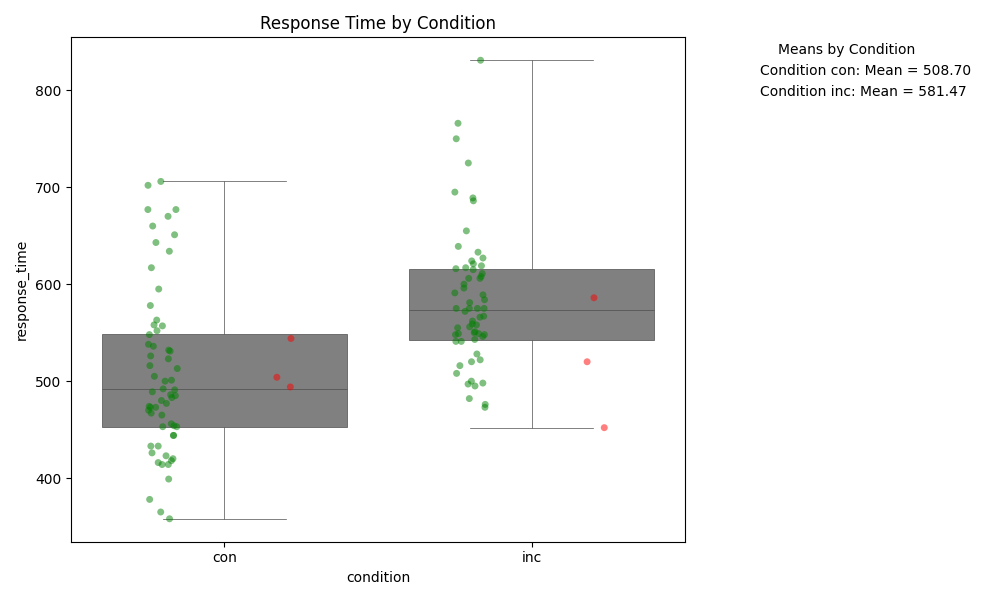 Response Time by Condition
Means by Condition
Condition con: Mean = 508.70
Condition inc: Mean = 581.47
response_time
800
700
600
500
400
con
inc
condition